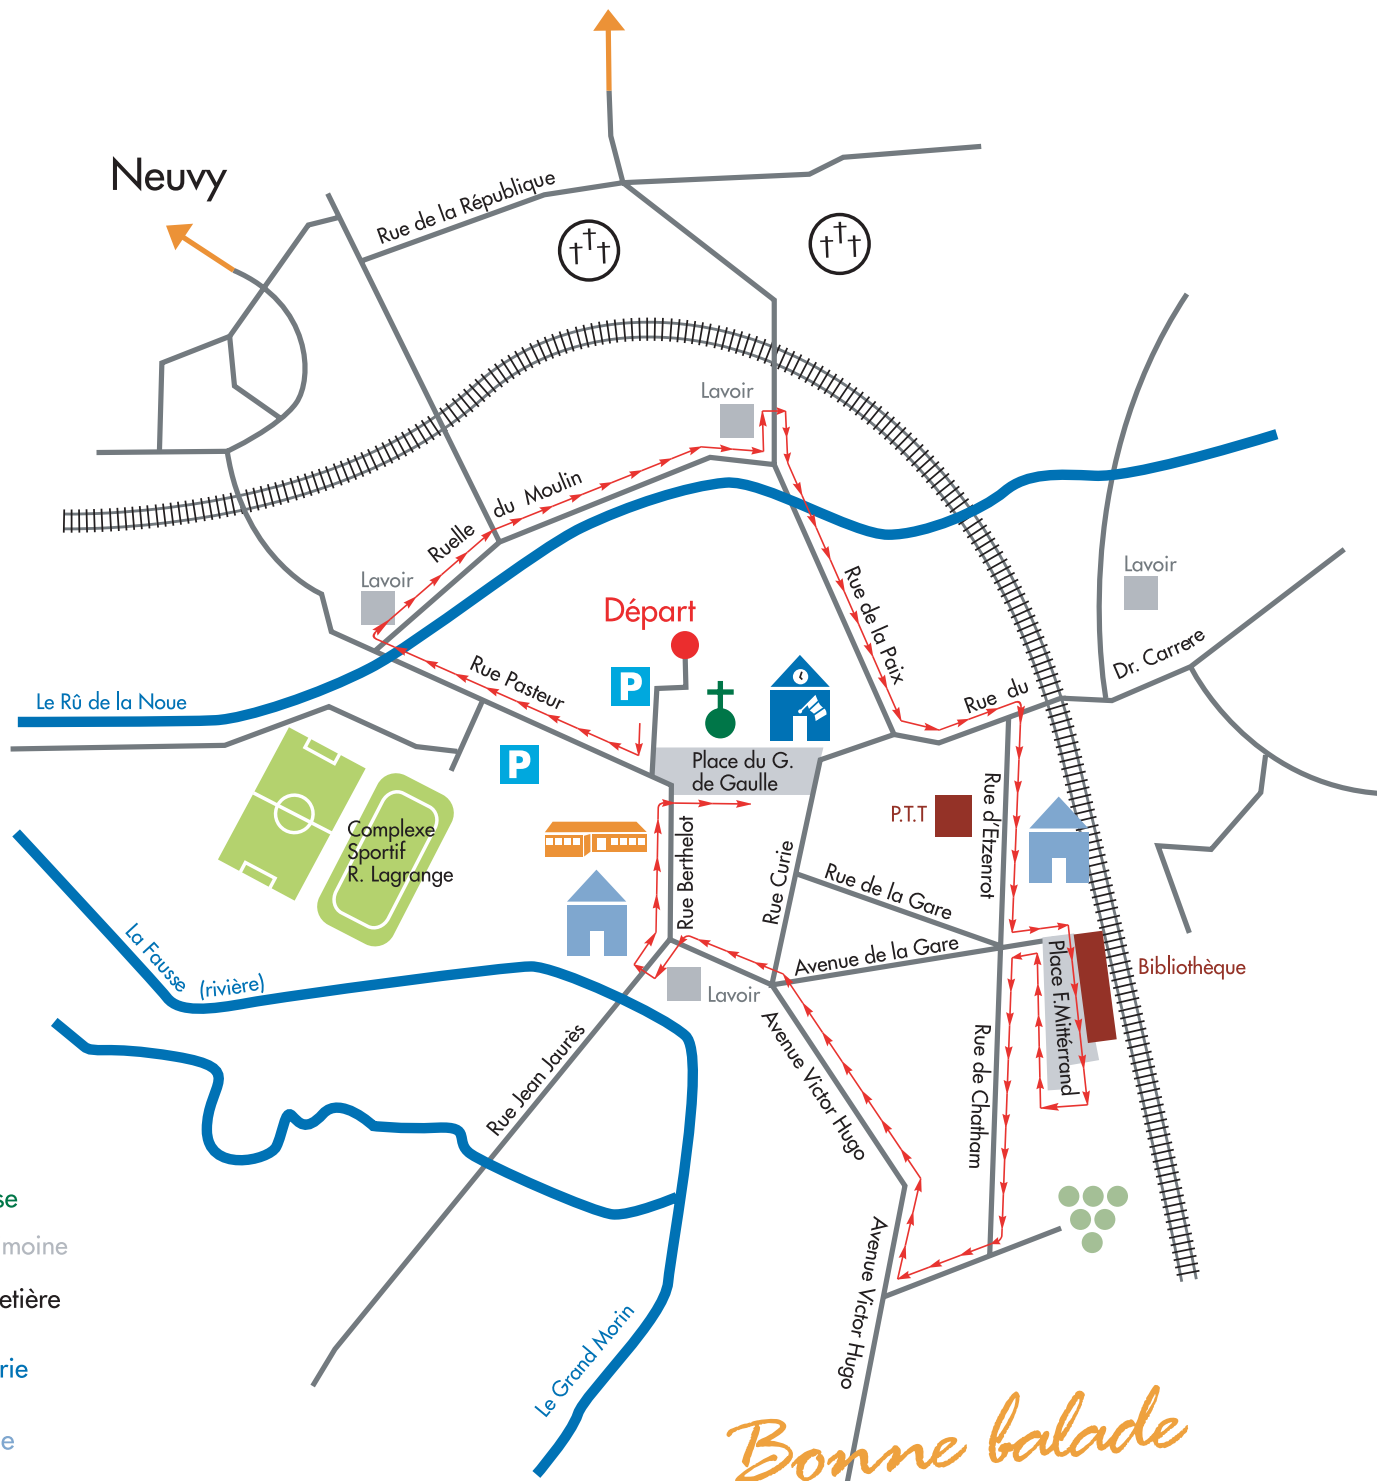 Neuvy
Rue de la République
Lavoir
Ruelle du Moulin
Lavoir
Lavoir
Départ
Rue de la Paix
Rue Pasteur
P
Rue du
Dr. Carrere
Le Rû de la Noue
P
Place du G.
de Gaulle
P.T.T
Rue d'Etzenrot
Complexe
Sportif
R. Lagrange
Rue Berthelot
Rue Curie
Rue de la Gare
Avenue de la Gare
Place F.Mittérrand
Bibliothèque
La Fausse (rivière)
Lavoir
Avenue Victor Hugo
Rue de Chatham
Rue Jean Jaurès
Avenue Victor Hugo
Le Grand Morin
se
moine
etière
rie
e
Bonne balade